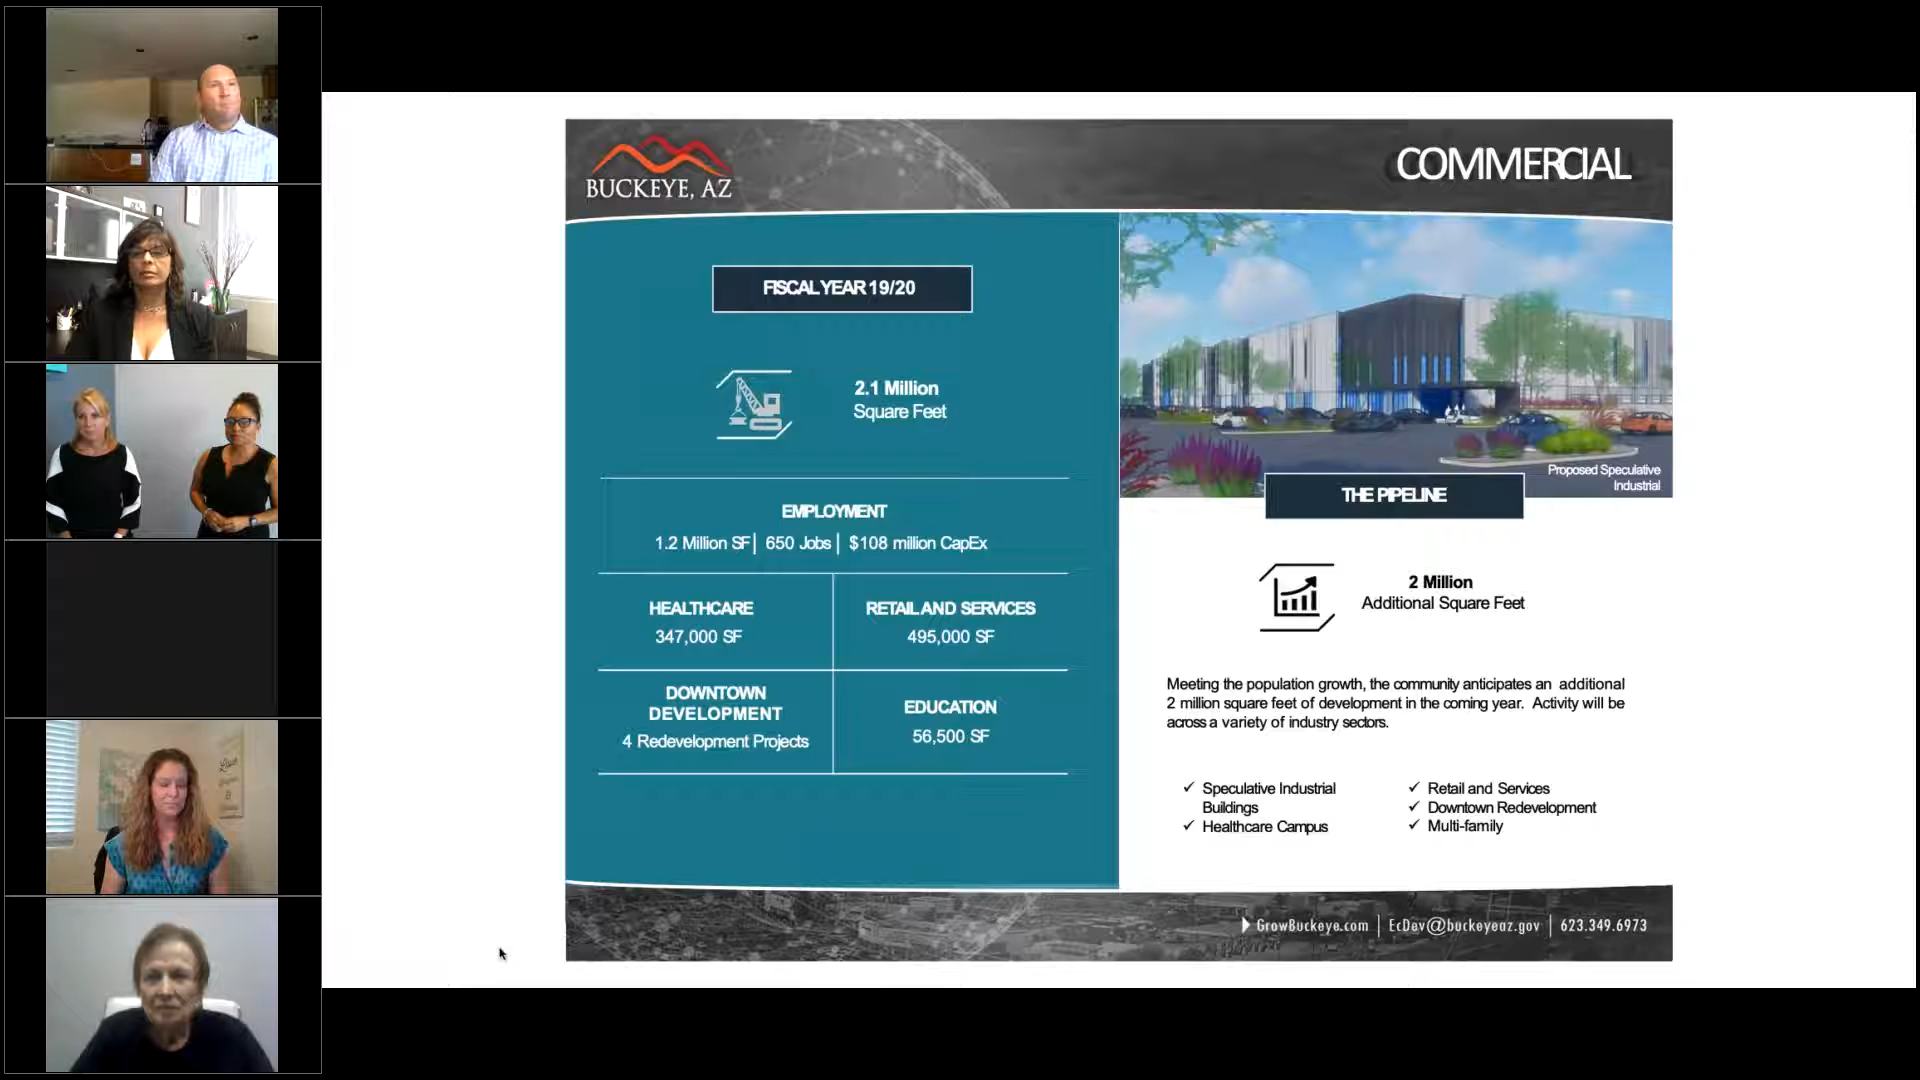 BUCKEYE, AZ
COMMERCIAL
FISCAL YEAR 19/20
2.1 Million
Square Feet
EMPLOYMENT
1.2 Million SF| 650 Jobs | $108 million CapEx
HEALTHCARE
347,000 SF
RETAIL AND SERVICES
495,000 SF
DOWNTOWN
DEVELOPMENT
4 Redevelopment Projects
EDUCATION
56,500 SF
Proposed Speculative
Industrial
THE PIPELINE
2 Million
Additional Square Feet
Meeting the population growth, the community anticipates an additional
2 million square feet of development in the coming year. Activity will be
across a variety of industry sectors.
✓ Speculative Industrial
Buildings
✓ Healthcare Campus
✓ Retail and Services
✓ Downtown Redevelopment
✓ Multi-family
GrowBuckeye.com | EcDev@buckeyeaz.gov | 623.349.6973